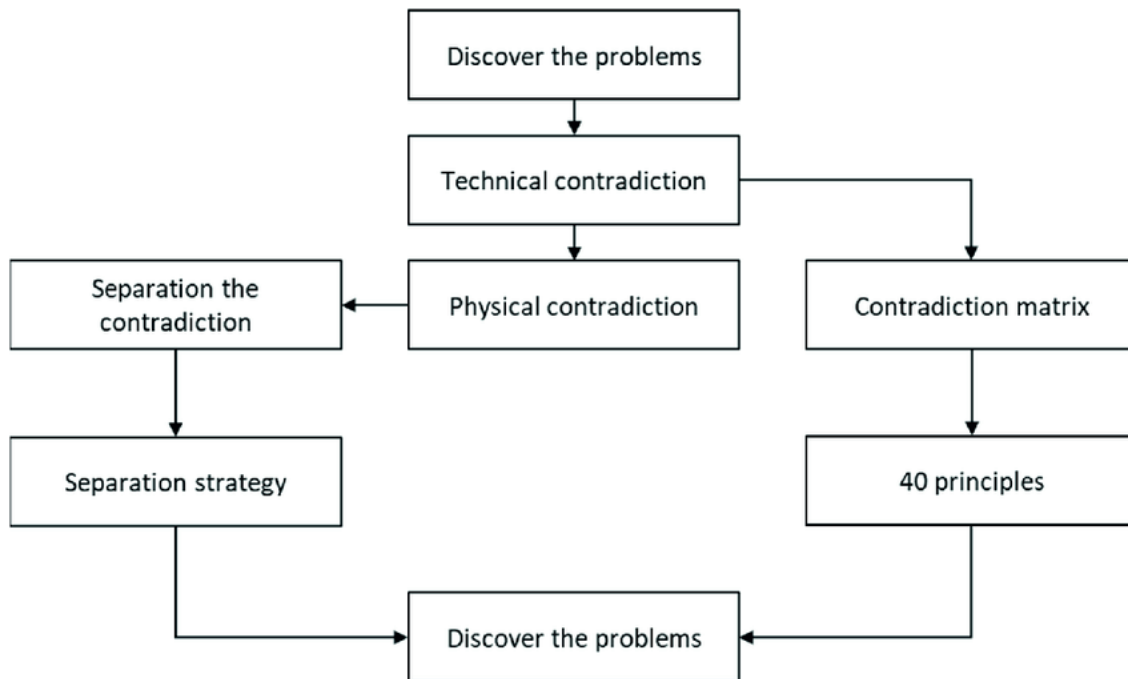 Discover the problems
Technical contradiction
Separation the
contradiction
Physical contradiction
Contradiction matrix
Separation strategy
40 principles
Discover the problems